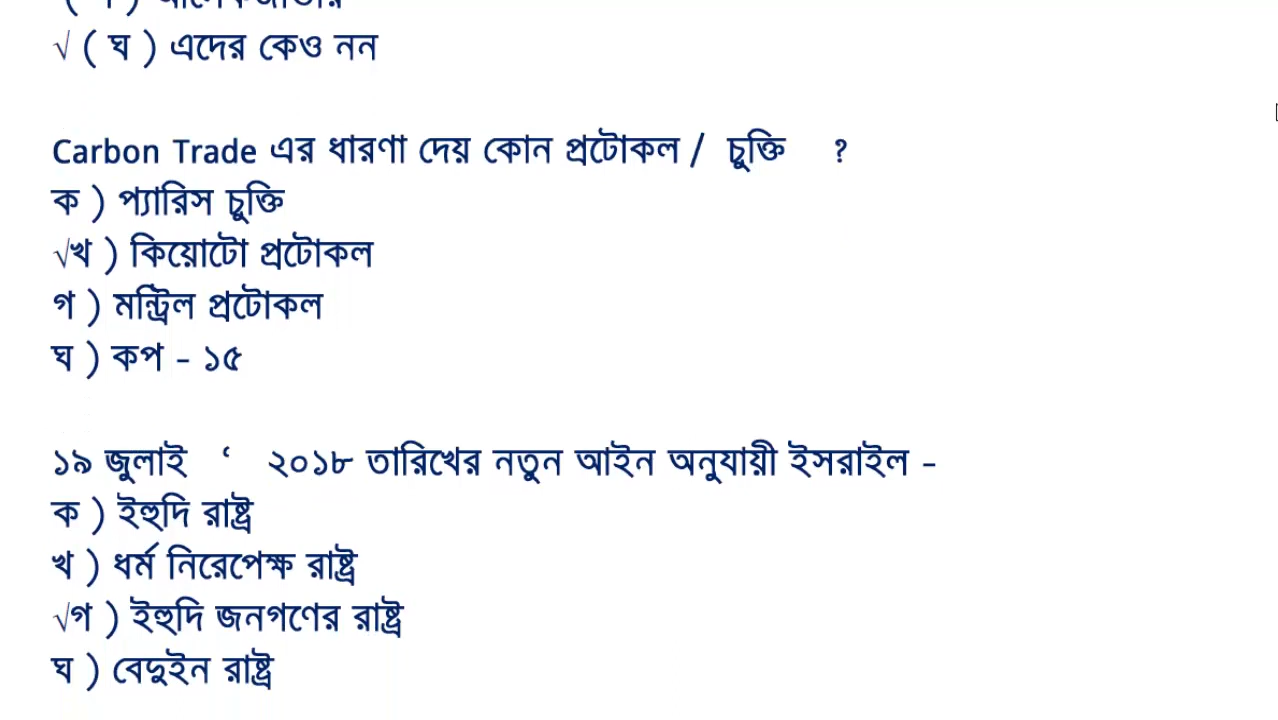 √ ( ঘ ) এদের কেও নন
Carbon Trade এর ধারণা দেয় কোন প্রটোকল / চুক্তি ?
ক ) প্যারিস চুক্তি
√খ ) কিয়োটো প্রটোকল
গ ) মন্ট্রিল প্রটোকল
ঘ ) কপ - ১৫
১৯ জুলাই ‘ ২০১৮ তারিখের নতুন আইন অনুযায়ী ইসরাইল -
ক ) ইহুদি রাষ্ট্র
খ ) ধর্ম নিরেপেক্ষ রাষ্ট্র
√গ ) ইহুদি জনগণের রাষ্ট্র
ঘ ) বেদুইন রাষ্ট্র